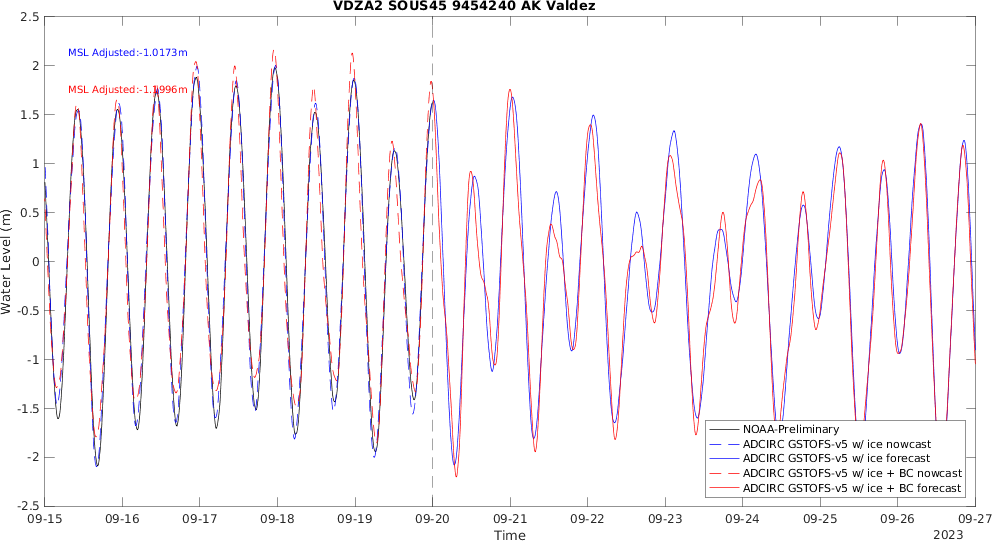 VDZA2 SOUS45 9454240 AK Valdez
2.5
2
1.5
1
0.5
0
-0.5
-1
-1.5
-2
-2.5
Water Level (m)
MSL Adjusted:-1.0173m
MSL Adjusted:-1.1996m
NOAA-Preliminary
ADCIRC GSTOFS-v5 w/ ice nowcast
ADCIRC GSTOFS-v5 w/ ice forecast
ADCIRC GSTOFS-v5 w/ ice + BC nowcast
ADCIRC GSTOFS-v5 w/ ice + BC forecast
09-15 09-16 09-17 09-18 09-19 09-20 09-21 09-22 09-23 09-24 09-25 09-26 09-27
Time
2023